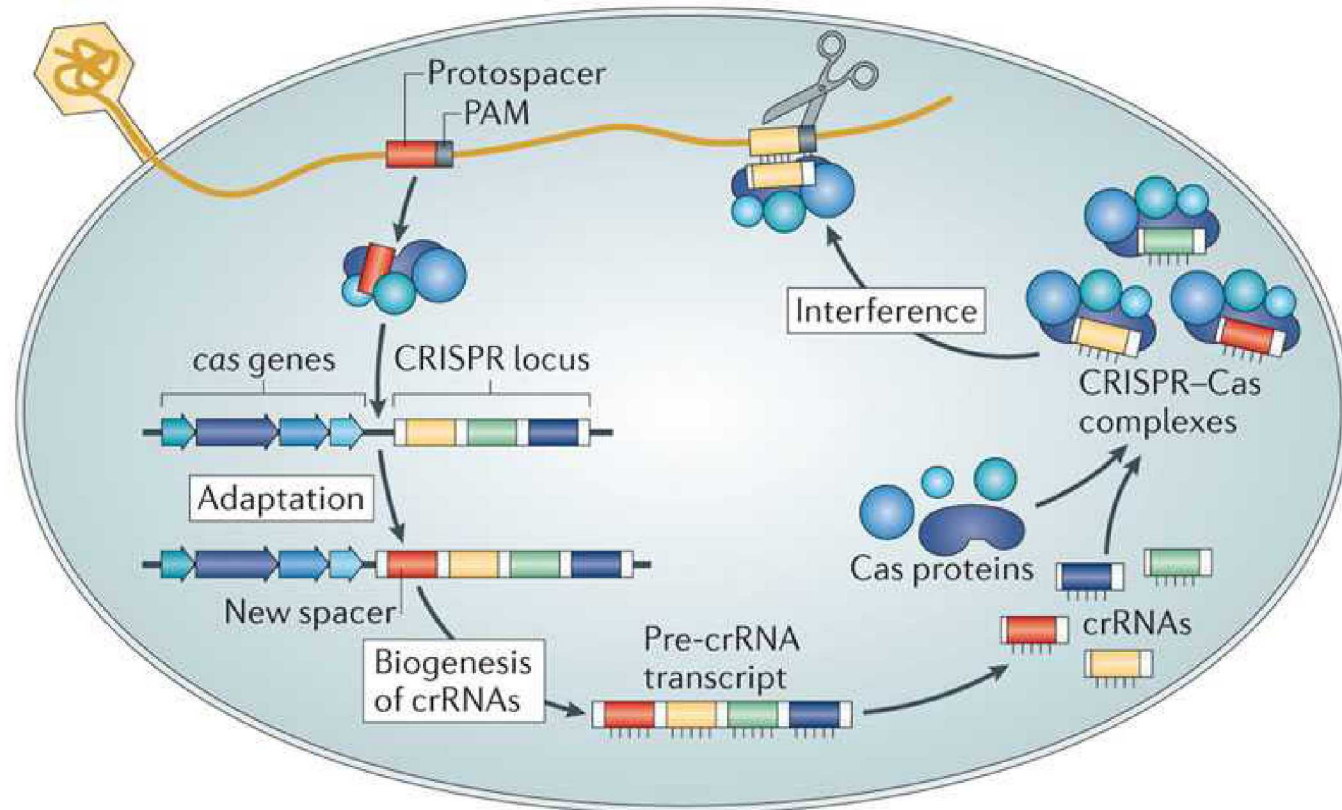 Protospacer
PAM
Interference
cas genes
CRISPR locus
CRISPR–Cas
complexes
Adaptation
Cas proteins
New spacer
crRNAs
Biogenesis
of crRNAs
Pre-crRNA
transcript